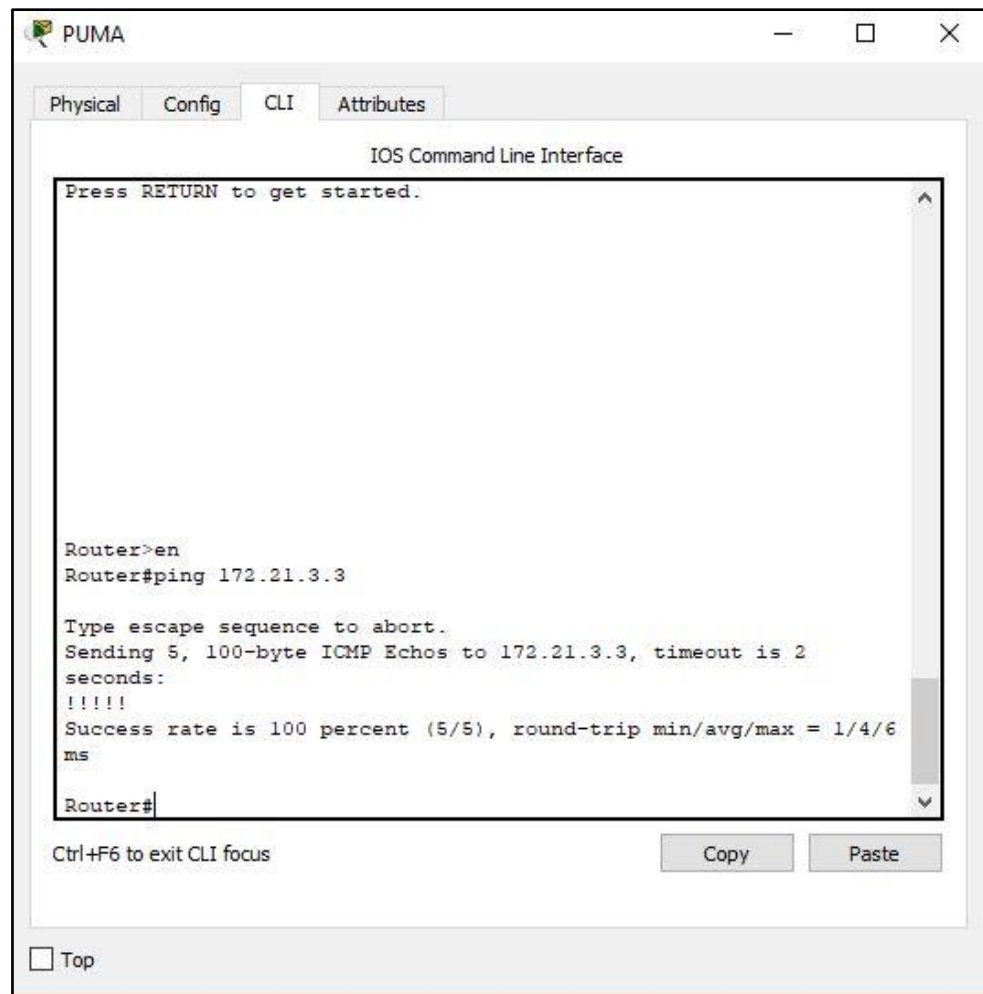 PUMA
Physical Config CLI Attributes
IOS Command Line Interface
Press RETURN to get started.
Router>en
Router#ping 172.21.3.3
Type escape sequence to abort.
Sending 5, 100-byte ICMP Echos to 172.21.3.3, timeout is 2
seconds:
!!!!!
Success rate is 100 percent (5/5), round-trip min/avg/max = 1/4/6
ms
Router#
Ctrl+F6 to exit CLI focus Copy Paste
Top